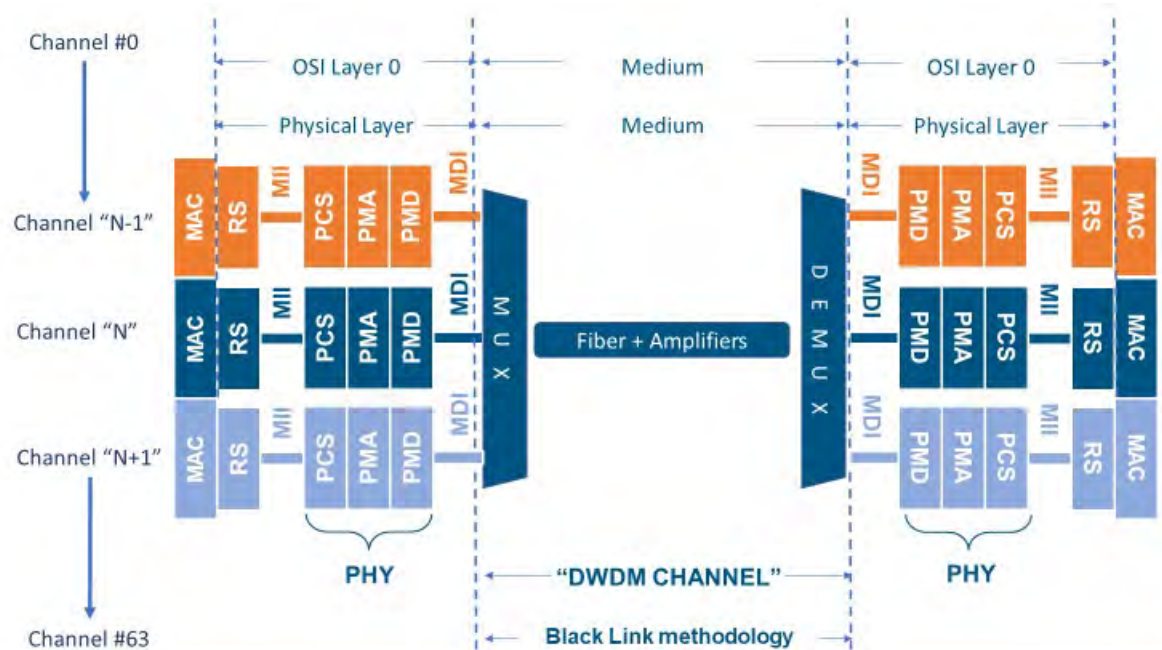 Channel #0
OSI Layer 0
Medium
OSI Layer 0
Physical Layer
Medium
Physical Layer
Channel “N-1”
MAC
RS
MII
PCS
PMA
PMD
MDI
MDI
PMD
PMA
PCS
MII
RS
MAC
Channel “N”
MAC
RS
MII
PCS
PMA
PMD
MDI
MUX
Fiber + Amplifiers
DEMUX
MDI
PMD
PMA
PCS
MII
RS
MAC
Channel “N+1”
MAC
RS
MII
PCS
PMA
PMD
MDI
MDI
PMD
PMA
PCS
MII
RS
MAC
PHY
“DWDM CHANNEL”
PHY
Channel #63
Black Link methodology